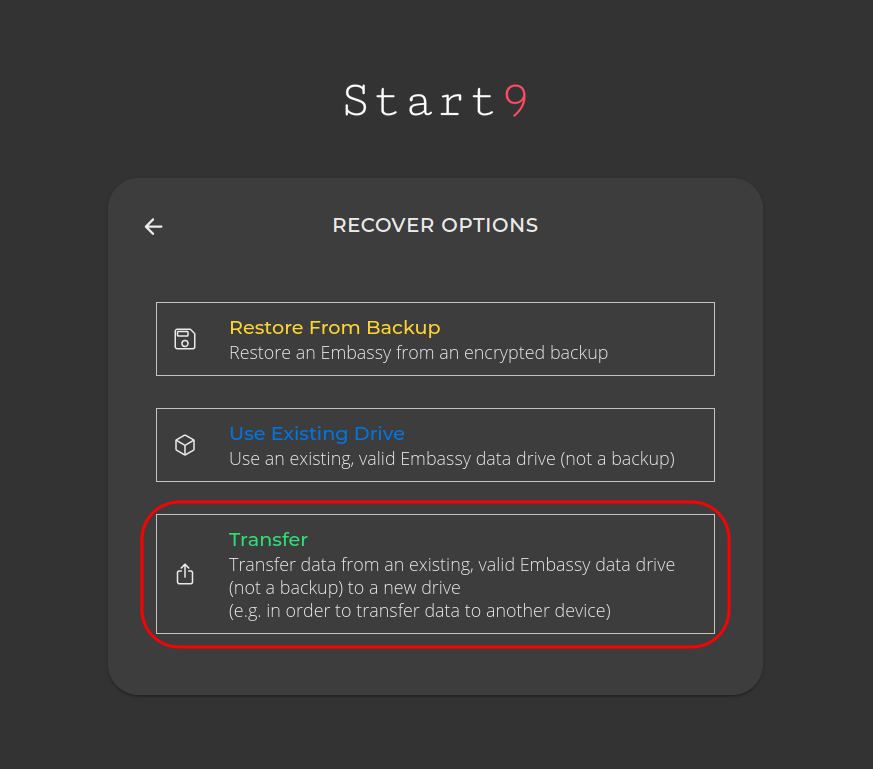 Start9
RECOVER OPTIONS
Restore From Backup
Restore an Embassy from an encrypted backup
Use Existing Drive
Use an existing, valid Embassy data drive (not a backup)
Transfer
Transfer data from an existing, valid Embassy data drive
(not a backup) to a new drive
(e.g. in order to transfer data to another device)